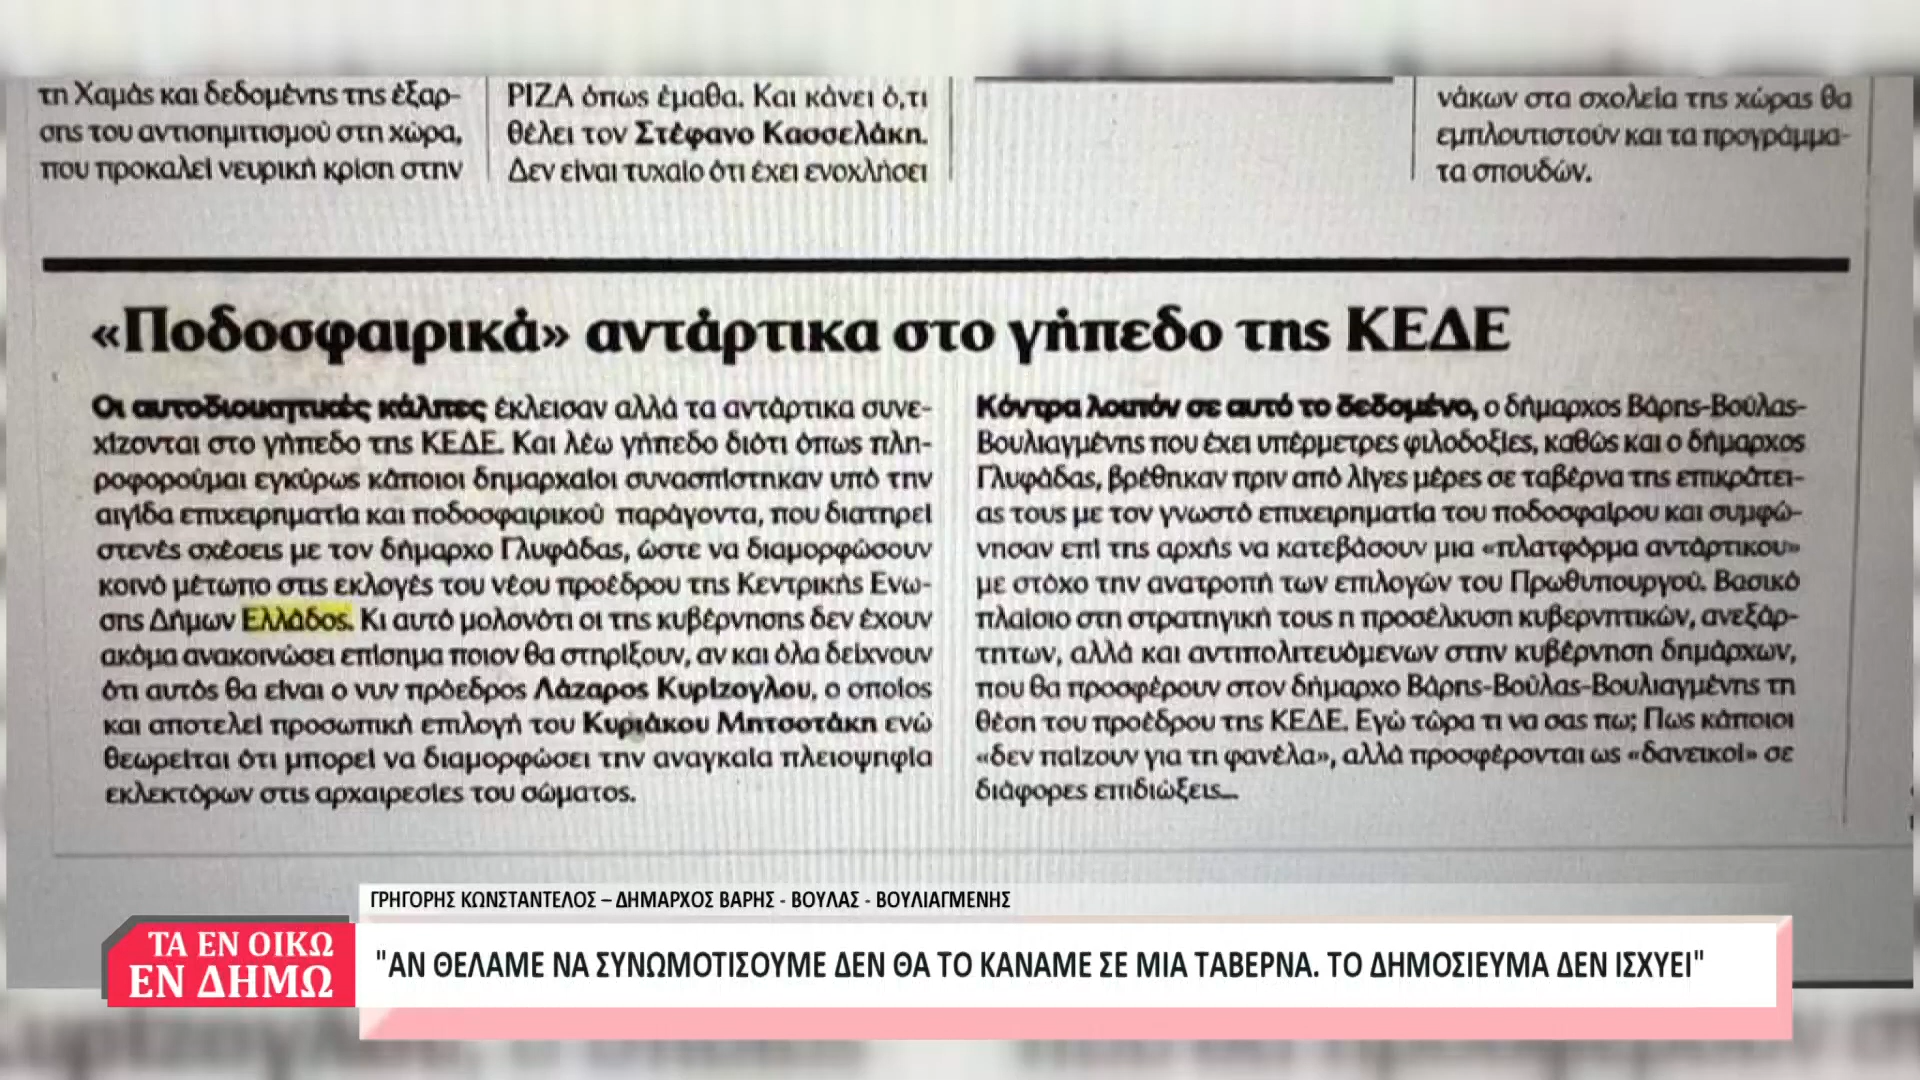 τη Χαμάς και δεδομένης της έξαρ-
σης του αντισημιτισμού στη χώρα,
που προκαλεί νευρική κρίση στην
ΡΙΖΑ όπως έμαθα. Και κάνει ό,τι
θέλει τον Στέφανο Κασσελάκη.
Δεν είναι τυχαίο ότι έχει ενοχλήσει
νάκων στα σχολεία της χώρας θα
εμπλουτιστούν και τα προγράμμα-
τα σπουδών.
«Ποδοσφαιρικά» αντάρτικα στο γήπεδο της ΚΕΔΕ
Οι αυτοδιοικητικές κάλπες έκλεισαν αλλά τα αντάρτικα συνε-
χίζονται στο γήπεδο της ΚΕΔΕ. Και λέω γήπεδο διότι όπως πλη-
ροφορούμαι εγκύρως κάποιοι δημαρχαίοι συνασπίστηκαν υπό την
αιγίδα επιχειρηματία και ποδοσφαιρικού παράγοντα, που διατηρεί
στενές σχέσεις με τον δήμαρχο Γλυφάδας, ώστε να διαμορφώσουν
κοινό μέτωπο στις εκλογές του νέου προέδρου της Κεντρικής Ενω-
σης Δήμων Ελλάδος. Κι αυτό μολονότι οι της κυβέρνησης δεν έχουν
ακόμα ανακοινώσει επίσημα ποιον θα στηρίξουν, αν και όλα δείχνουν
ότι αυτός θα είναι ο νυν πρόεδρος Λάζαρος Κυρίζογλου, ο οποίος
και αποτελεί προσωπική επιλογή του Κυριάκου Μητσοτάκη ενώ
θεωρείται ότι μπορεί να διαμορφώσει την αναγκαία πλειοψηφία
εκλεκτόρων στις αρχαιρεσίες του σώματος.
Κόντρα λοιπόν σε αυτό το δεδομένο, ο δήμαρχος Βάρης-Βούλας-
Βουλιαγμένης που έχει υπέρμετρες φιλοδοξίες, καθώς και ο δήμαρχος
Γλυφάδας, βρέθηκαν πριν από λίγες μέρες σε ταβέρνα της επικράτει-
ας τους με τον γνωστό επιχειρηματία του ποδοσφαίρου και συμφώ-
νησαν επί της αρχής να κατεβάσουν μια «πλατφόρμα αντάρτικου»
με στόχο την ανατροπή των επιλογών του Πρωθυπουργού. Βασικό
πλαίσιο στη στρατηγική τους η προσέλκυση κυβερνητικών, ανεξάρ-
τητων, αλλά και αντιπολιτευόμενων στην κυβέρνηση δημάρχων,
που θα προσφέρουν στον δήμαρχο Βάρης-Βούλας-Βουλιαγμένης τη
θέση του προέδρου της ΚΕΔΕ. Εγώ τώρα τι να σας πω; Πως κάποιοι
«δεν παίζουν για τη φανέλα», αλλά προσφέρονται ως «δανεικοί» σε
διάφορες επιδιώξεις...
ΓΡΗΓΟΡΗΣ ΚΩΝΣΤΑΝΤΕΛΟΣ – ΔΗΜΑΡΧΟΣ ΒΑΡΗΣ - ΒΟΥΛΑΣ - ΒΟΥΛΙΑΓΜΕΝΗΣ
ΤΑ ΕΝ ΟΙΚΩ
ΕΝ ΔΗΜΩ
"ΑΝ ΘΕΛΑΜΕ ΝΑ ΣΥΝΩΜΟΤΙΣΟΥΜΕ ΔΕΝ ΘΑ ΤΟ ΚΑΝΑΜΕ ΣΕ ΜΙΑ ΤΑΒΕΡΝΑ. ΤΟ ΔΗΜΟΣΙΕΥΜΑ ΔΕΝ ΙΣΧΥΕΙ"